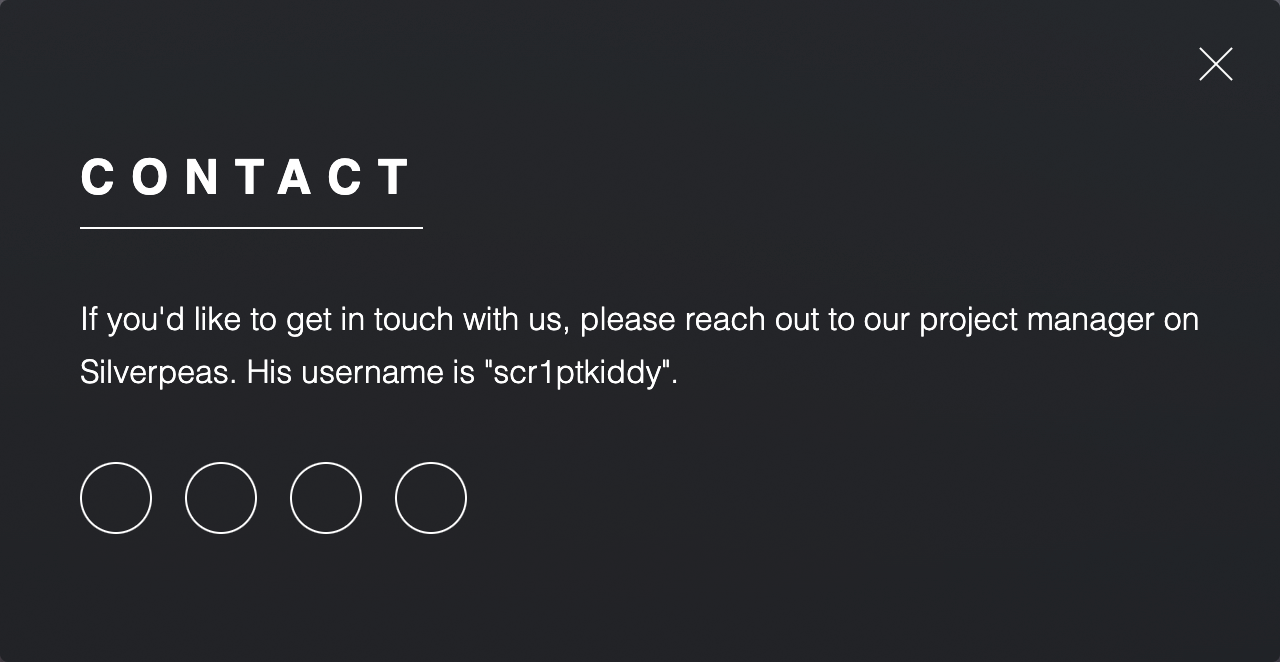 CONTACT
If you'd like to get in touch with us, please reach out to our project manager on
Silverpeas. His username is "scr1ptkiddy".